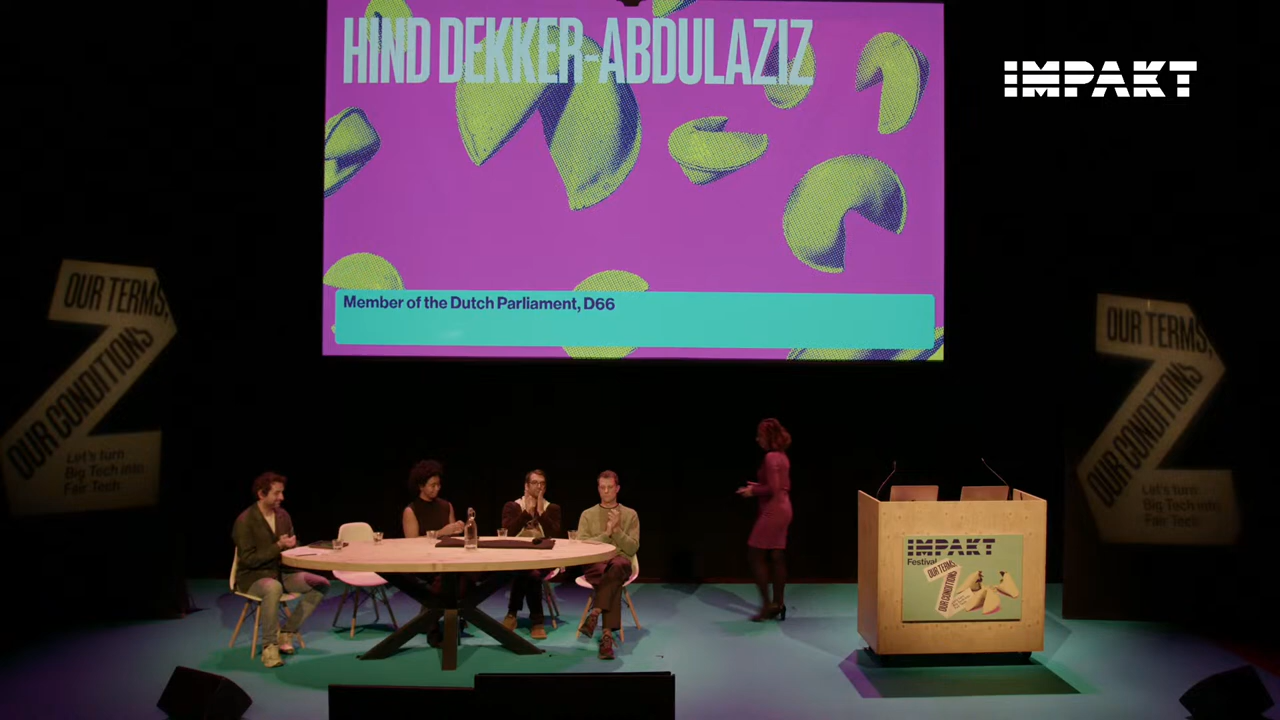 HIND DEKKER-ABDULAZIZ
IMPAKT
Member of the Dutch Parliament, D66
OUR TERMS,
OUR CONDITIONS
Let's turn
Big Tech into
Fair Tech
OUR TERMS,
OUR CONDITIONS
Let's turn
Big Tech into
Fair Tech
IMPAKT
Festival
OUR TERMS,
OUR CONDITIONS